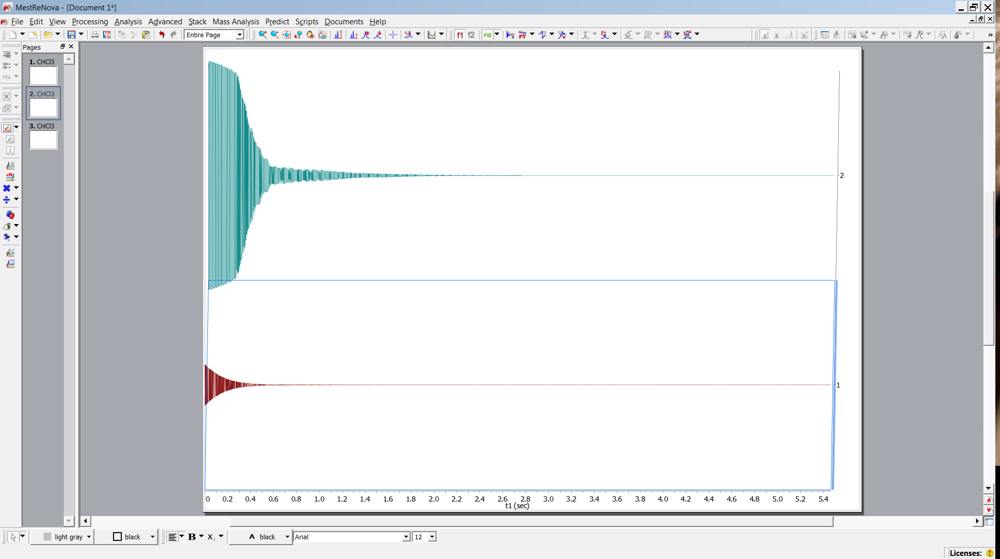 MestReNova - [Document 1*]
File Edit View Processing Analysis Advanced Stack Mass Analysis Predict Scripts Documents Help
Entire Page f1 f2 FID FT
Pages
1. CHCl3
2. CHCl3
3. CHCl3
2
1
0 0.2 0.4 0.6 0.8 1.0 1.2 1.4 1.6 1.8 2.0 2.2 2.4 2.6 2.8 3.0 3.2 3.4 3.6 3.8 4.0 4.2 4.4 4.6 4.8 5.0 5.2 5.4
t1 (sec)
light gray black B X₂ A black Arial 12
Licenses: